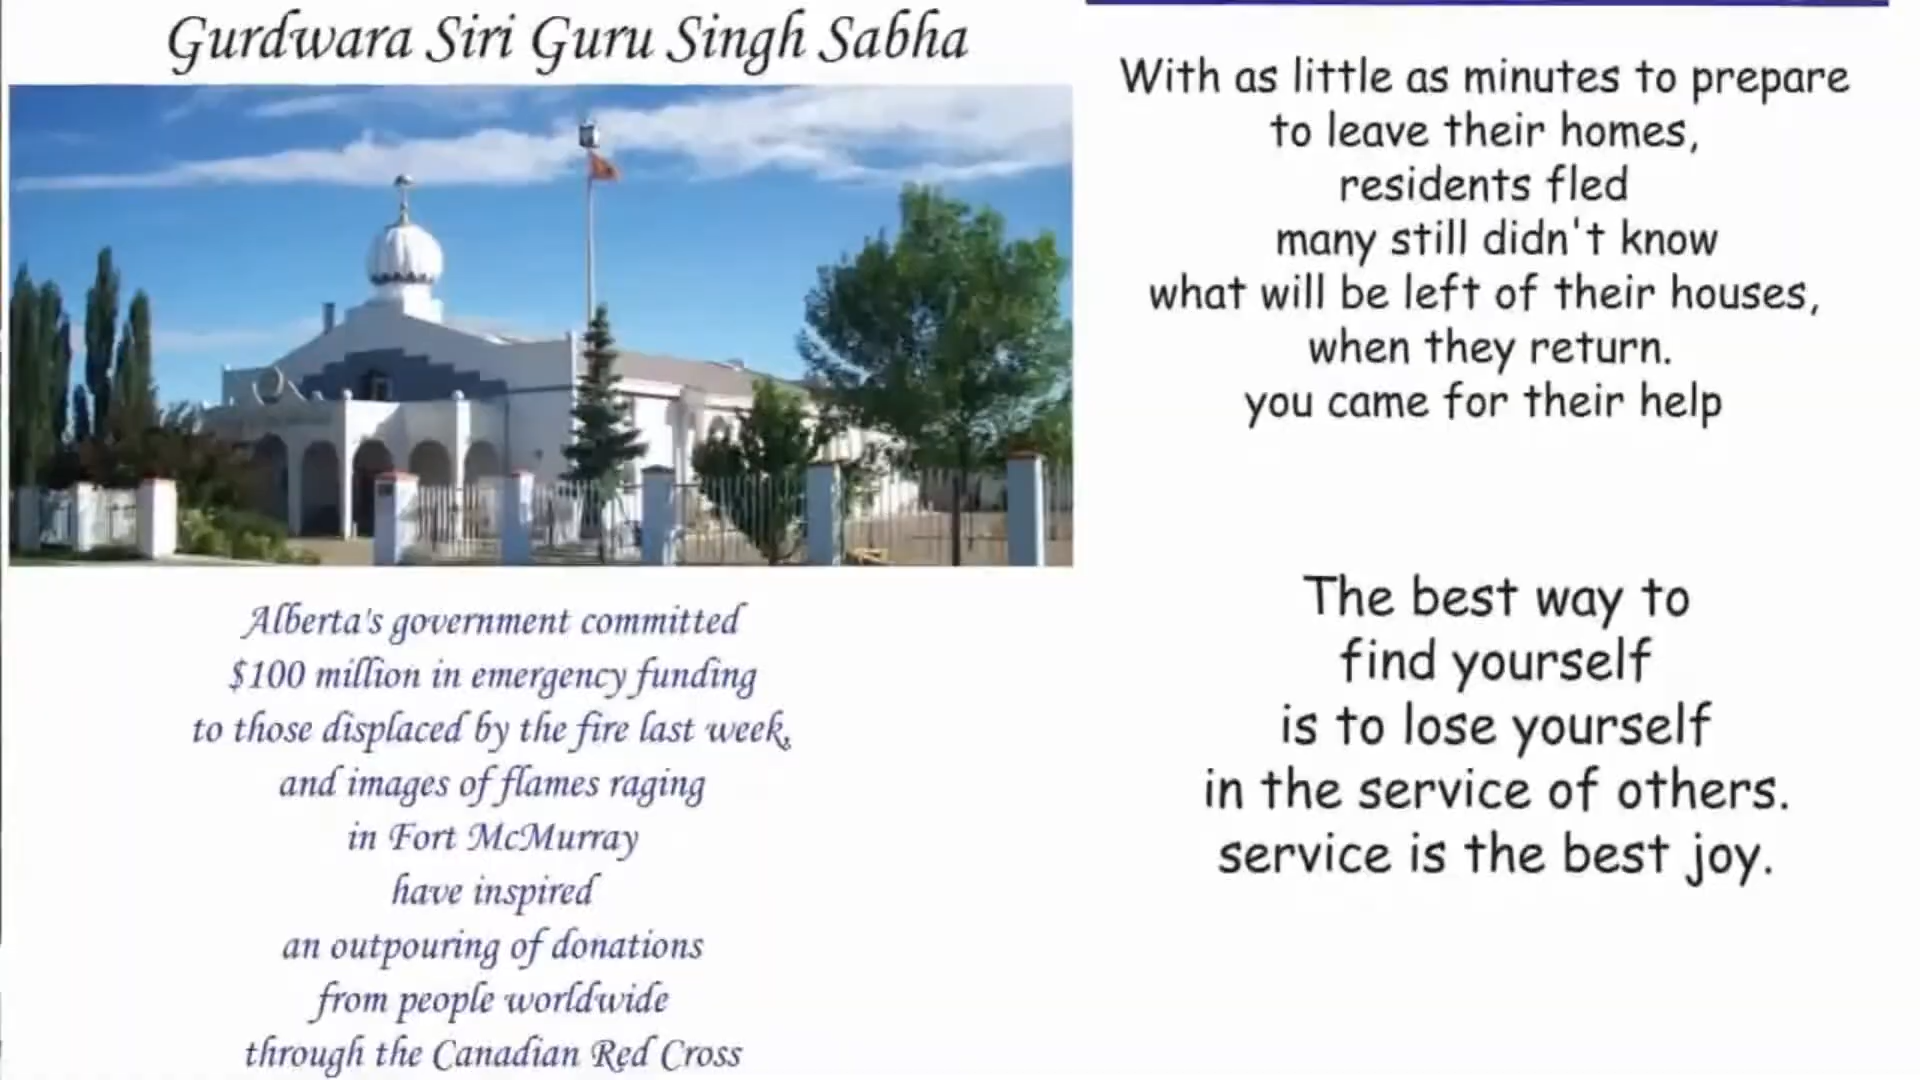 Gurdwara Siri Guru Singh Sabha
Alberta's government committed
$100 million in emergency funding
to those displaced by the fire last week,
and images of flames raging
in Fort McMurray
have inspired
an outpouring of donations
from people worldwide
through the Canadian Red Cross
With as little as minutes to prepare
to leave their homes,
residents fled
many still didn't know
what will be left of their houses,
when they return.
you came for their help
The best way to
find yourself
is to lose yourself
in the service of others.
service is the best joy.